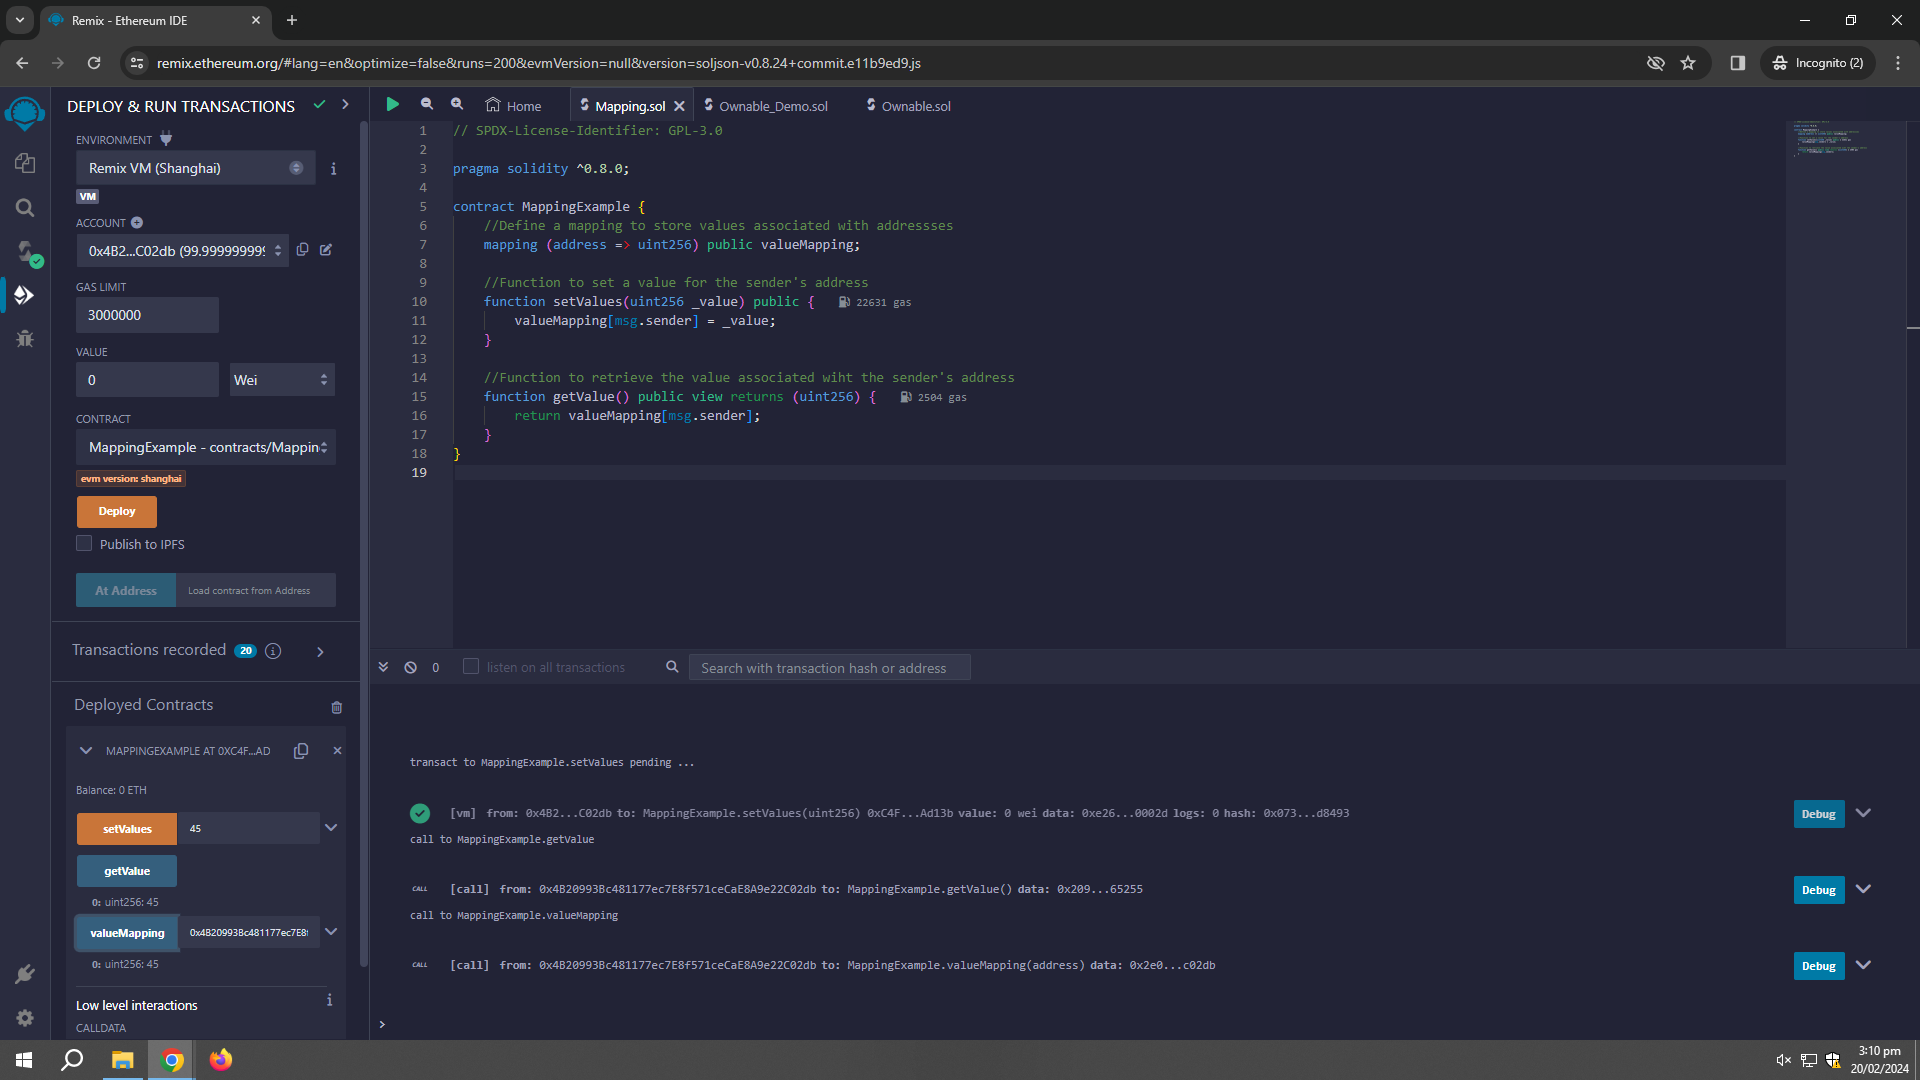 Remix - Ethereum IDE
remix.ethereum.org/#lang=en&optimize=false&runs=200&evmVersion=null&version=soljson-v0.8.24+commit.e11b9ed9.js
Incognito (2)
DEPLOY & RUN TRANSACTIONS
ENVIRONMENT
Remix VM (Shanghai)
i
VM
ACCOUNT
0x4B2...C02db (99.9999999999
GAS LIMIT
3000000
VALUE
0
Wei
CONTRACT
MappingExample - contracts/Mappin
evm version: shanghai
Deploy
Publish to IPFS
At Address
Load contract from Address
Transactions recorded 20 i
Deployed Contracts
MAPPINGEXAMPLE AT 0XC4F...AD
Balance: 0 ETH
setValues
45
getValue
0: uint256: 45
valueMapping
0x4B20993Bc481177ec7E8f
0: uint256: 45
Low level interactions
i
CALLDATA
Home
Mapping.sol
Ownable_Demo.sol
Ownable.sol
1 // SPDX-License-Identifier: GPL-3.0
2
3 pragma solidity ^0.8.0;
4
5 contract MappingExample {
6 //Define a mapping to store values associated with addressses
7 mapping (address => uint256) public valueMapping;
8
9 //Function to set a value for the sender's address
10 function setValues(uint256 _value) public { 22631 gas
11 valueMapping[msg.sender] = _value;
12 }
13
14 //Function to retrieve the value associated wiht the sender's address
15 function getValue() public view returns (uint256) { 2504 gas
16 return valueMapping[msg.sender];
17 }
18 }
19
0
listen on all transactions
Search with transaction hash or address
transact to MappingExample.setValues pending ...
[vm] from: 0x4B2...C02db to: MappingExample.setValues(uint256) 0xC4F...Ad13b value: 0 wei data: 0xe26...0002d logs: 0 hash: 0x073...d8493
Debug
call to MappingExample.getValue
CALL [call] from: 0x4B20993Bc481177ec7E8f571ceCaE8A9e22C02db to: MappingExample.getValue() data: 0x209...65255
Debug
call to MappingExample.valueMapping
CALL [call] from: 0x4B20993Bc481177ec7E8f571ceCaE8A9e22C02db to: MappingExample.valueMapping(address) data: 0x2e0...c02db
Debug
>
3:10 pm
20/02/2024